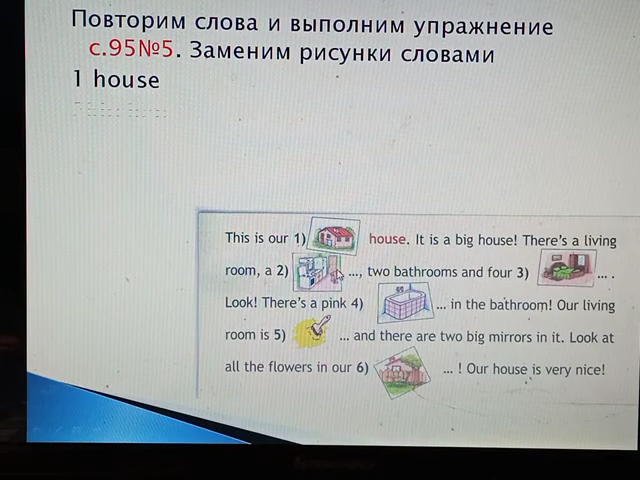 Повторим слова и выполним упражнение
с.95№5. Заменим рисунки словами
1 house
This is our 1) house. It is a big house! There's a living
room, a 2) ..., two bathrooms and four 3) ... .
Look! There's a pink 4) ... in the bathroom! Our living
room is 5) ... and there are two big mirrors in it. Look at
all the flowers in our 6) ... ! Our house is very nice!